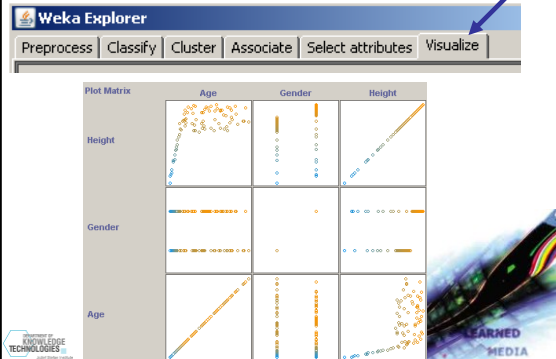 Weka Explorer
Preprocess Classify Cluster Associate Select attributes Visualize
Plot Matrix Age Gender Height
Height
Gender
Age
DEPARTMENT OF
KNOWLEDGE
TECHNOLOGIES
LEARNED
MEDIA